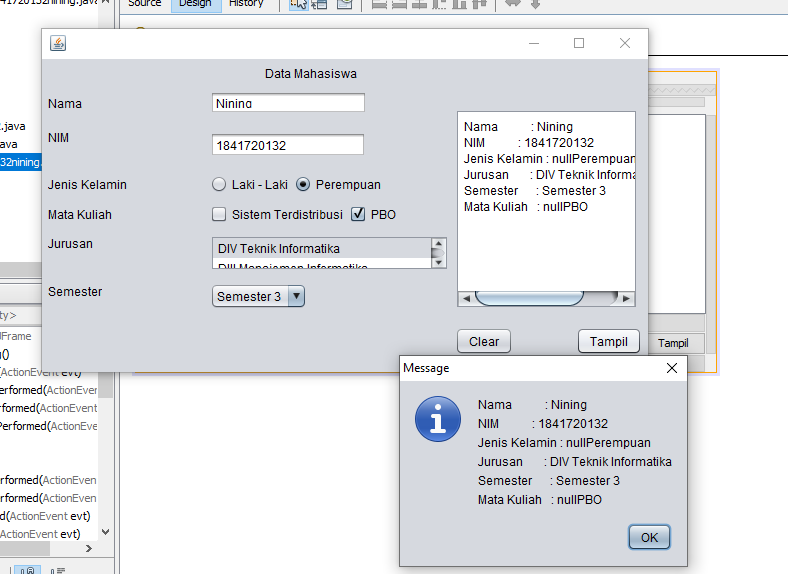 41720132nining.java
Source
Design
History
Data Mahasiswa
Nama
Nining
NIM
1841720132
Jenis Kelamin
Laki - Laki
Perempuan
Mata Kuliah
Sistem Terdistribusi
PBO
Jurusan
DIV Teknik Informatika
DIII Manajemen Informatika
Semester
Semester 3
Nama : Nining
NIM : 1841720132
Jenis Kelamin : nullPerempuan
Jurusan : DIV Teknik Informa
Semester : Semester 3
Mata Kuliah : nullPBO
Clear
Tampil
Tampil
Message
Nama : Nining
NIM : 1841720132
Jenis Kelamin : nullPerempuan
Jurusan : DIV Teknik Informatika
Semester : Semester 3
Mata Kuliah : nullPBO
OK
.java
ava
32nining.
ty>
JFrame
()
(ActionEvent evt)
erformed(ActionEven
rformed(ActionEvent
Performed(ActionEven
rformed(ActionEvent
rformed(ActionEven
d(ActionEvent evt)
(ActionEvent evt)